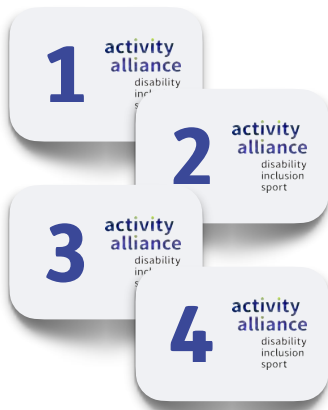 1
activity
alliance
disability
2
activity
alliance
disability
inclusion
sport
3
activity
alliance
disability
4
activity
alliance
disability
inclusion
sport